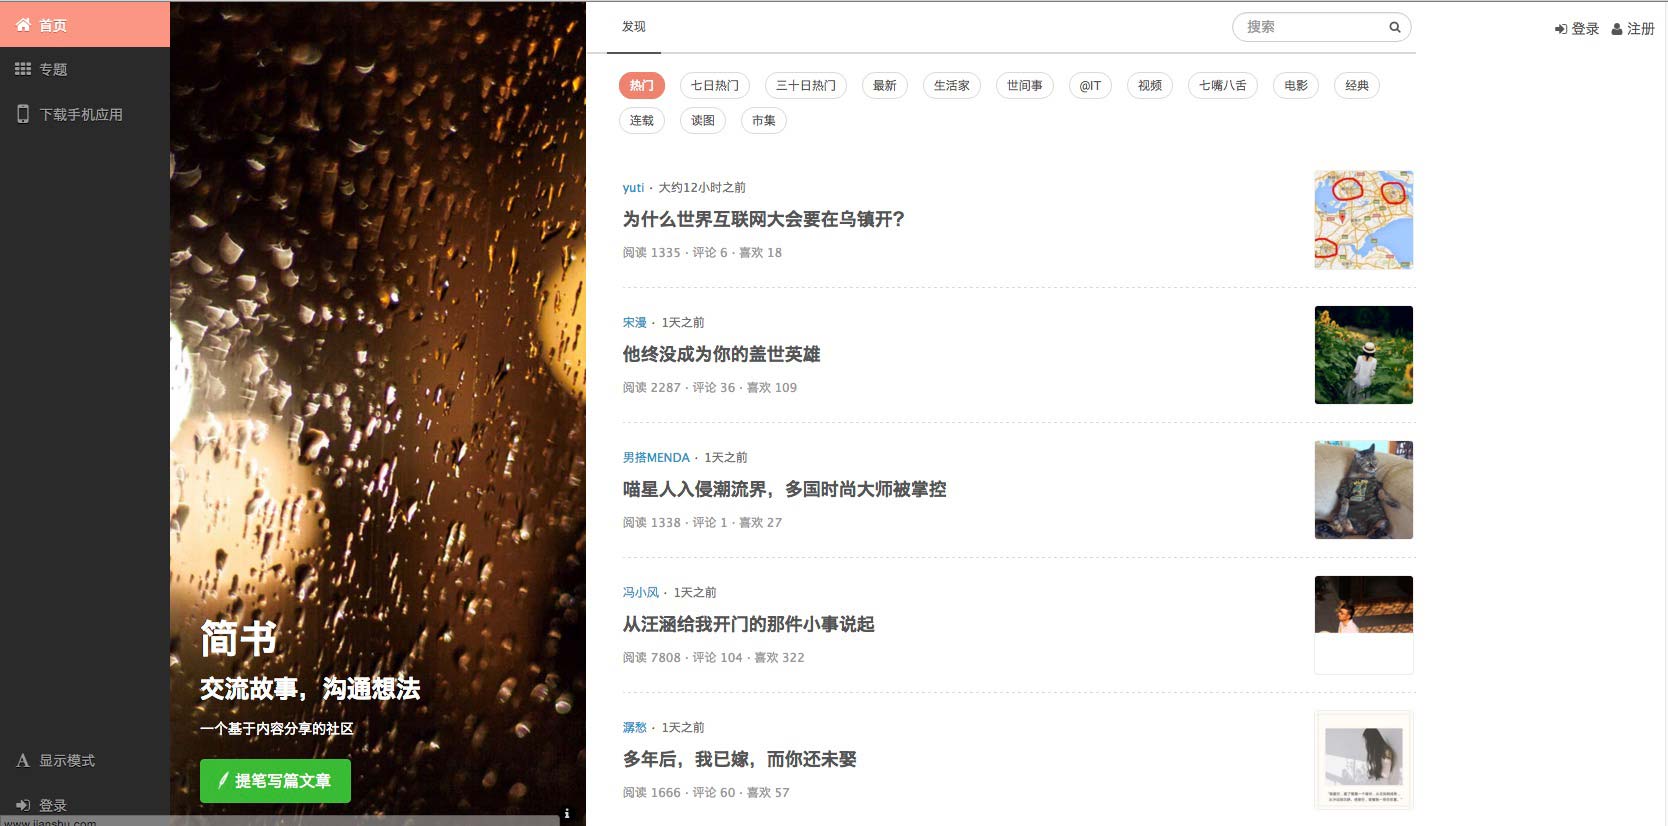 首页
专题
下载手机应用
显示模式
登录
www.jianshu.com
简书
交流故事，沟通想法
一个基于内容分享的社区
提笔写篇文章
发现
搜索
登录 注册
热门 七日热门 三十日热门 最新 生活家 世间事 @IT 视频 七嘴八舌 电影 经典
连载 读图 市集
yuti · 大约12小时之前
为什么世界互联网大会要在乌镇开？
阅读 1335 · 评论 6 · 喜欢 18
宋漫 · 1天之前
他终没成为你的盖世英雄
阅读 2287 · 评论 36 · 喜欢 109
男搭MENDA · 1天之前
喵星人入侵潮流界，多国时尚大师被掌控
阅读 1338 · 评论 1 · 喜欢 27
冯小风 · 1天之前
从汪涵给我开门的那件小事说起
阅读 7808 · 评论 104 · 喜欢 322
潺愁 · 1天之前
多年后，我已嫁，而你还未娶
阅读 1666 · 评论 60 · 喜欢 57